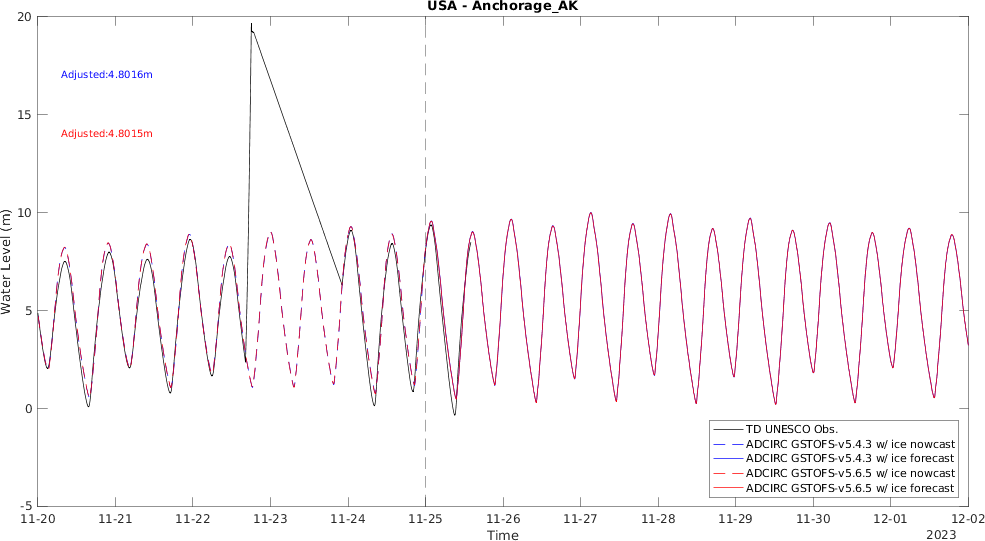 USA - Anchorage_AK
20
15
10
5
0
-5
Water Level (m)
Adjusted:4.8016m
Adjusted:4.8015m
TD UNESCO Obs.
ADCIRC GSTOFS-v5.4.3 w/ ice nowcast
ADCIRC GSTOFS-v5.4.3 w/ ice forecast
ADCIRC GSTOFS-v5.6.5 w/ ice nowcast
ADCIRC GSTOFS-v5.6.5 w/ ice forecast
11-20 11-21 11-22 11-23 11-24 11-25 11-26 11-27 11-28 11-29 11-30 12-01 12-02
Time
2023